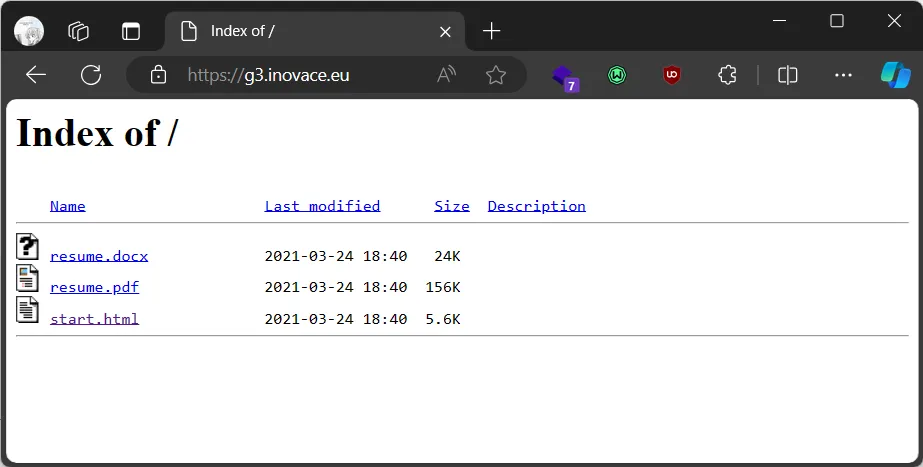 Index of /
https://g3.inovace.eu
7
Index of /
Name Last modified Size Description
resume.docx 2021-03-24 18:40 24K
resume.pdf 2021-03-24 18:40 156K
start.html 2021-03-24 18:40 5.6K